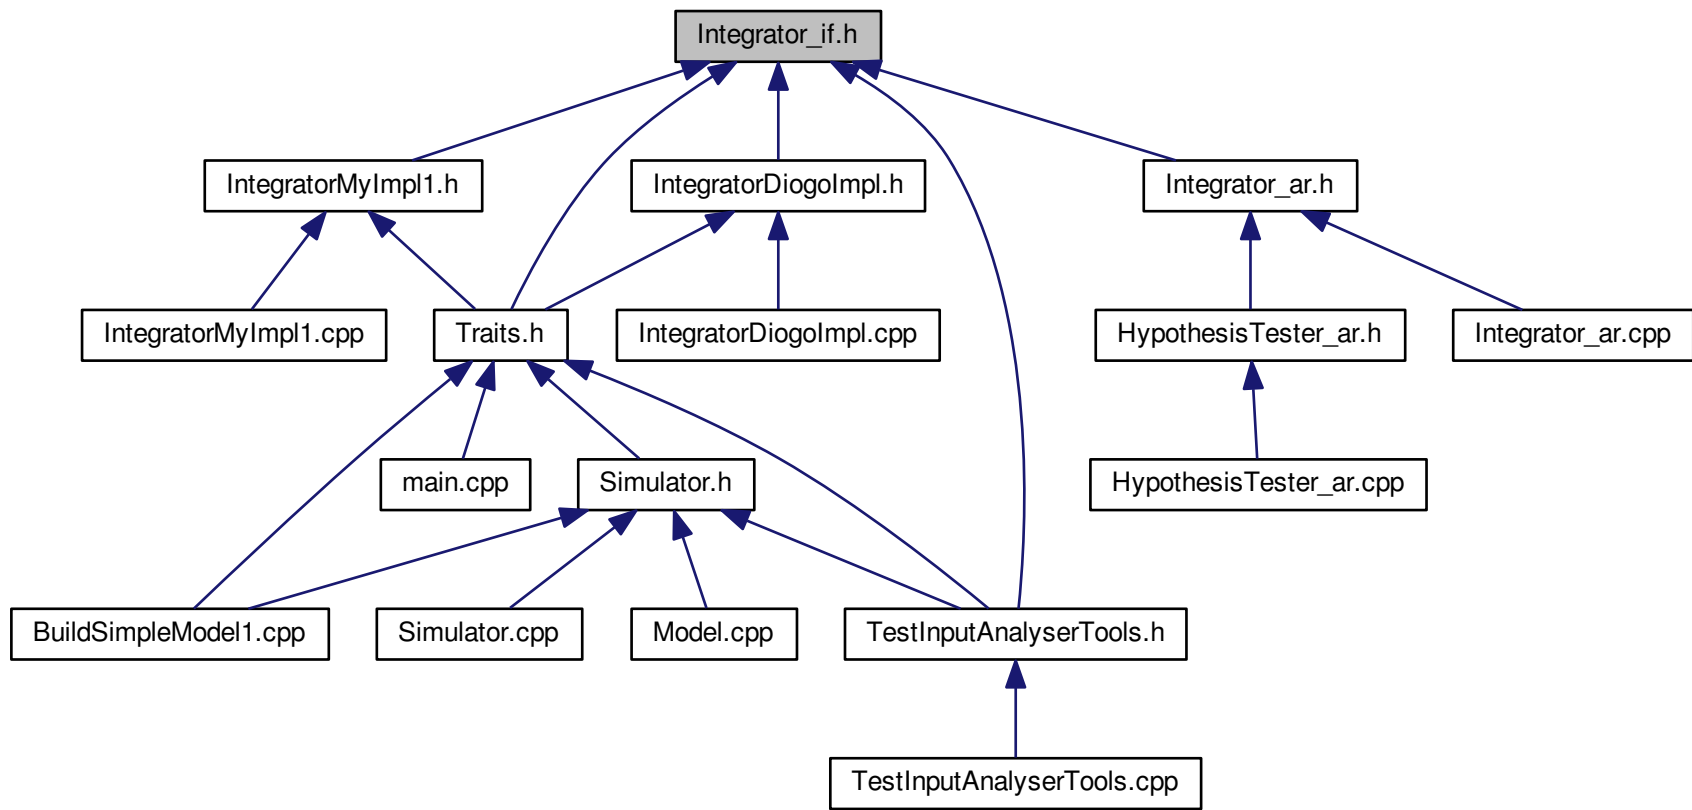 Integrator_if.h
IntegratorMyImpl1.h
IntegratorDiogoImpl.h
Integrator_ar.h
IntegratorMyImpl1.cpp
Traits.h
IntegratorDiogoImpl.cpp
HypothesisTester_ar.h
Integrator_ar.cpp
main.cpp
Simulator.h
HypothesisTester_ar.cpp
BuildSimpleModel1.cpp
Simulator.cpp
Model.cpp
TestInputAnalyserTools.h
TestInputAnalyserTools.cpp